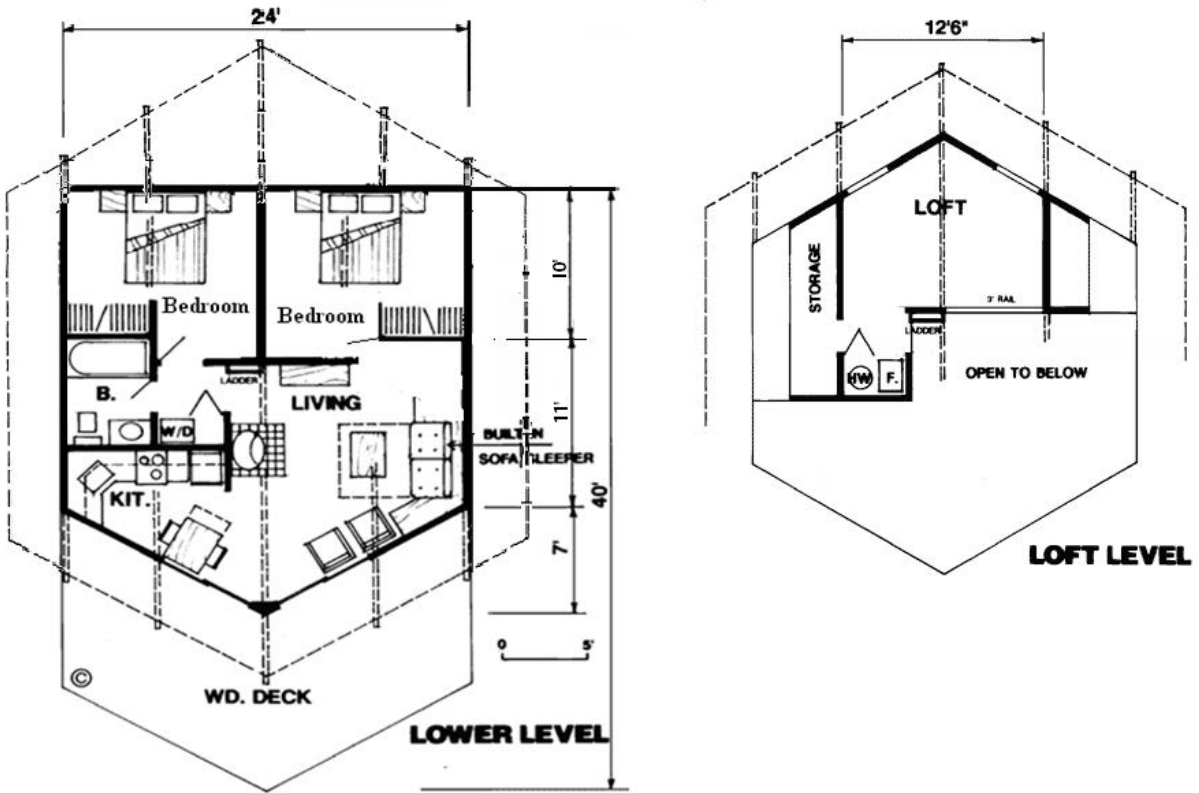 24'
10'
Bedroom
Bedroom
B.
LADDER
LIVING
W/D
11'
BUILT-IN
SOFA SLEEPER
KIT.
40'
7'
0 5'
©
WD. DECK
LOWER LEVEL
12'6"
LOFT
STORAGE
3' RAIL
LADDER
HW
F.
OPEN TO BELOW
LOFT LEVEL